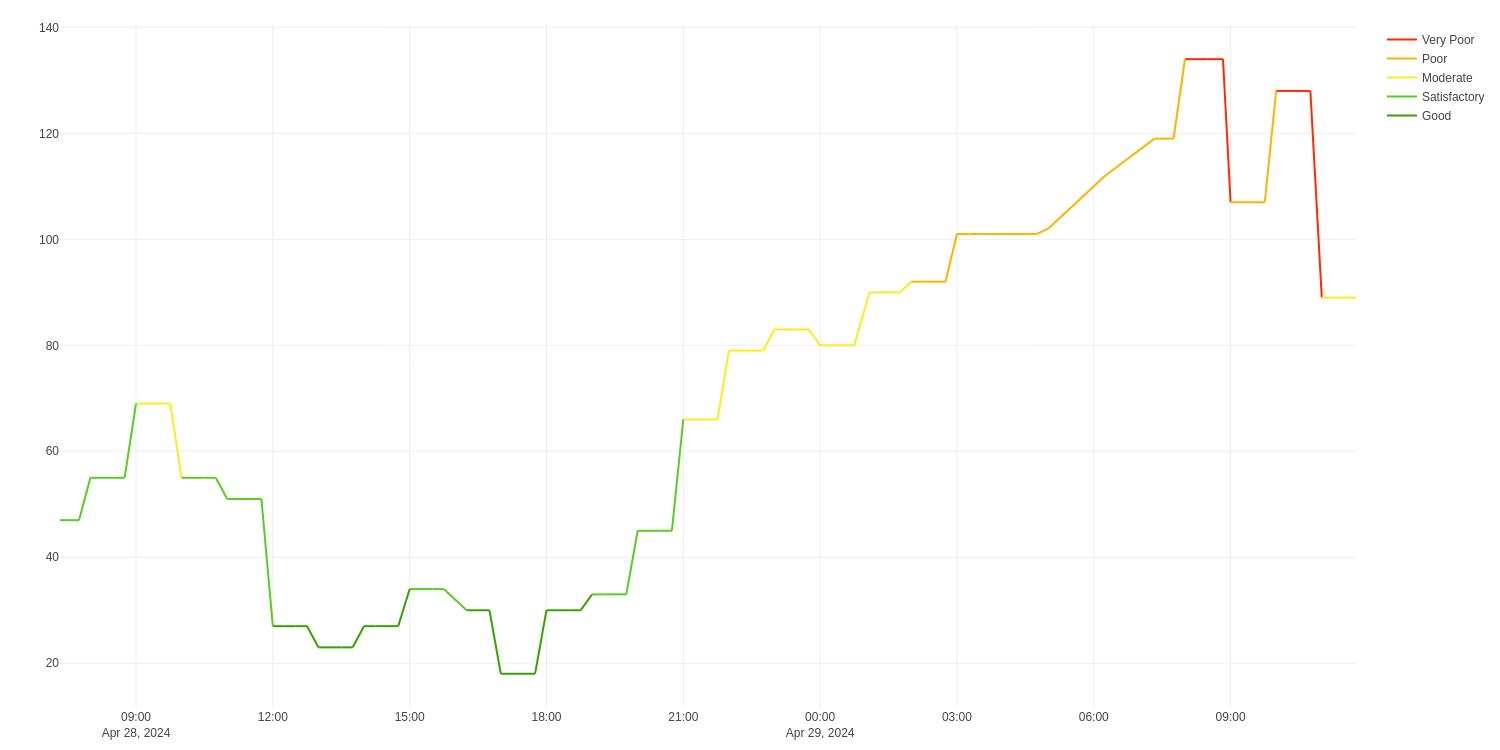 140
120
100
80
60
40
20
09:00
Apr 28, 2024
12:00
15:00
18:00
21:00
00:00
Apr 29, 2024
03:00
06:00
09:00
Very Poor
Poor
Moderate
Satisfactory
Good